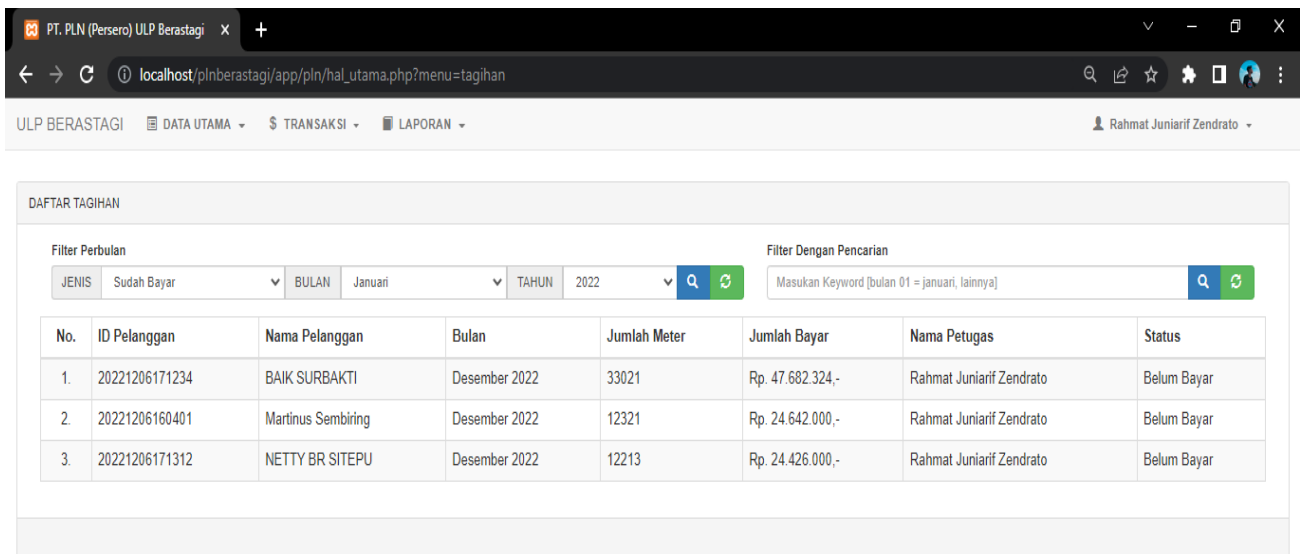 PT. PLN (Persero) ULP Berastagi
localhost/plnberastagi/app/pln/hal_utama.php?menu=tagihan
ULP BERASTAGI DATA UTAMA $ TRANSAKSI LAPORAN Rahmat Juniarif Zendrato
DAFTAR TAGIHAN
Filter Perbulan Filter Dengan Pencarian
JENIS Sudah Bayar BULAN Januari TAHUN 2022 Masukan Keyword [bulan 01 = januari, lainnya]
No. ID Pelanggan Nama Pelanggan Bulan Jumlah Meter Jumlah Bayar Nama Petugas Status
1. 20221206171234 BAIK SURBAKTI Desember 2022 33021 Rp. 47.682.324,- Rahmat Juniarif Zendrato Belum Bayar
2. 20221206160401 Martinus Sembiring Desember 2022 12321 Rp. 24.642.000,- Rahmat Juniarif Zendrato Belum Bayar
3. 20221206171312 NETTY BR SITEPU Desember 2022 12213 Rp. 24.426.000,- Rahmat Juniarif Zendrato Belum Bayar